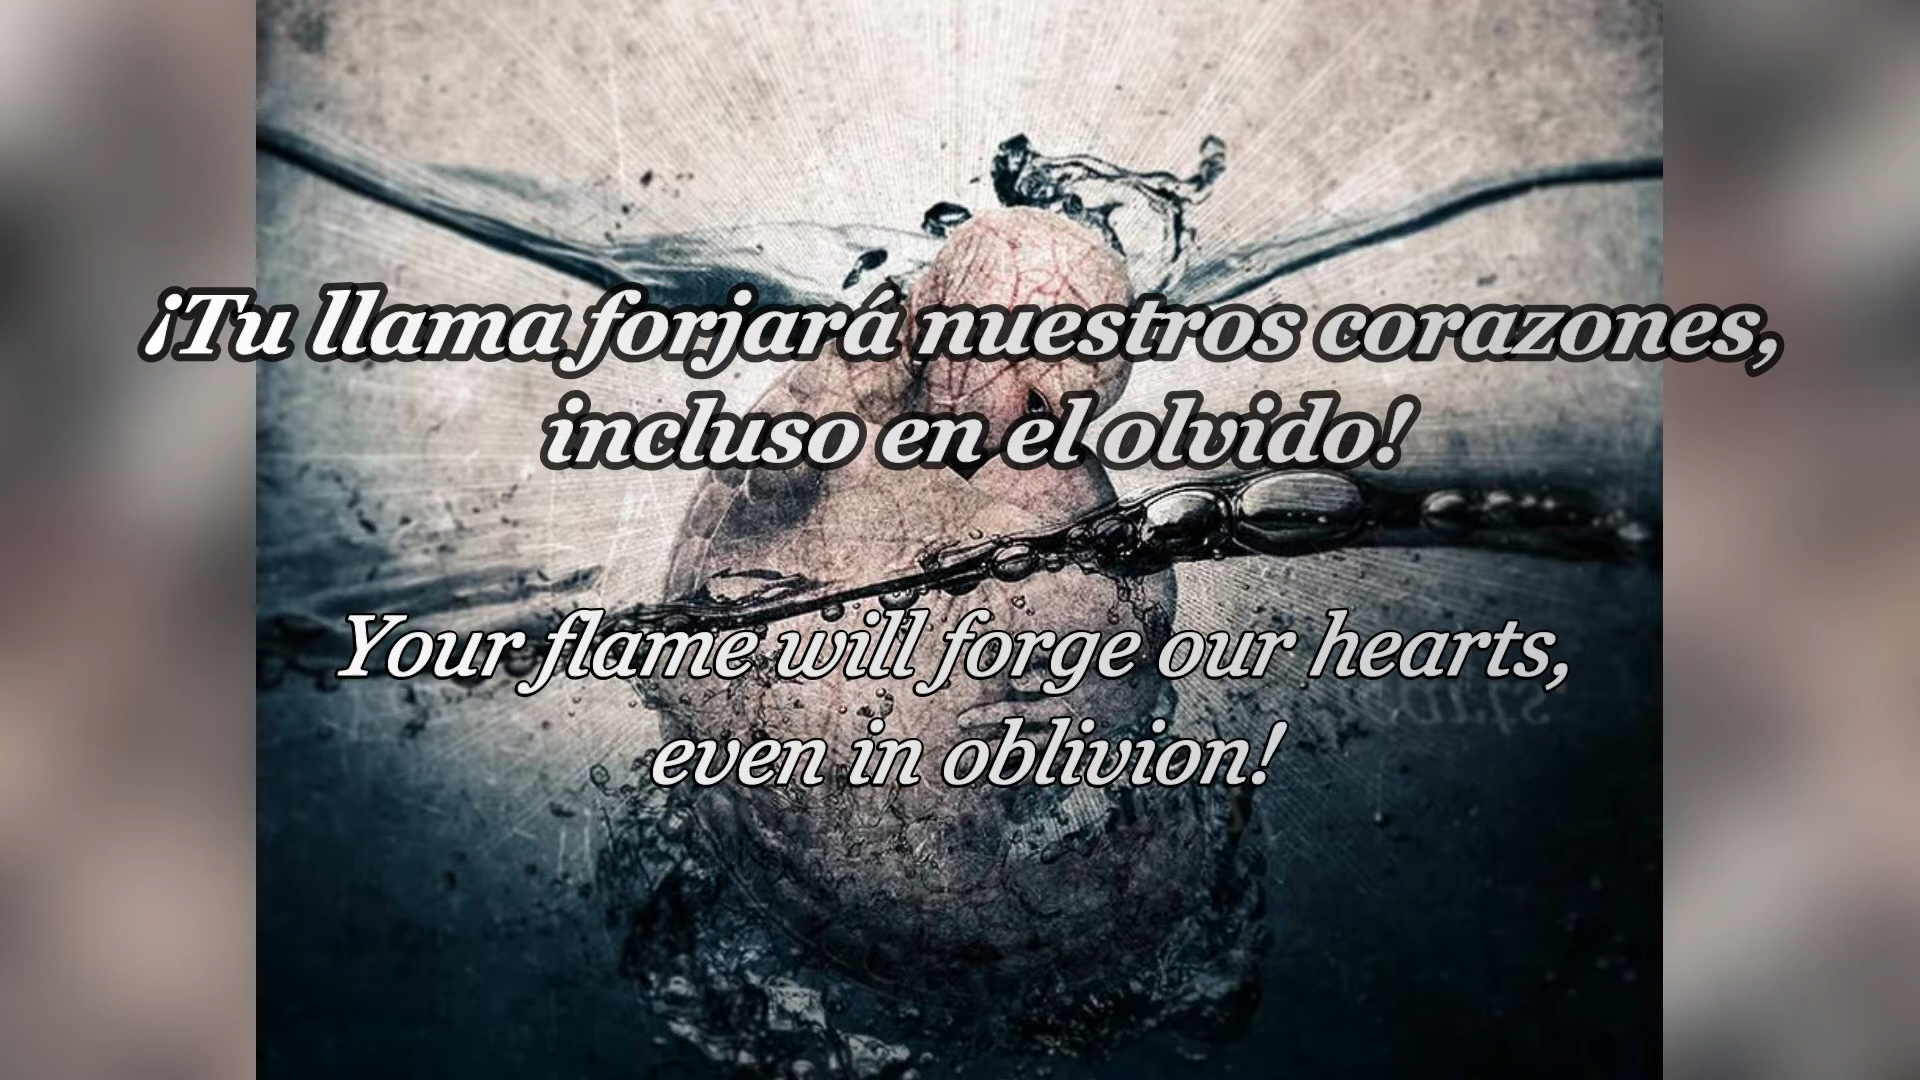 ¡Tu llama forjará nuestros corazones,
incluso en el olvido!
Your flame will forge our hearts,
even in oblivion!